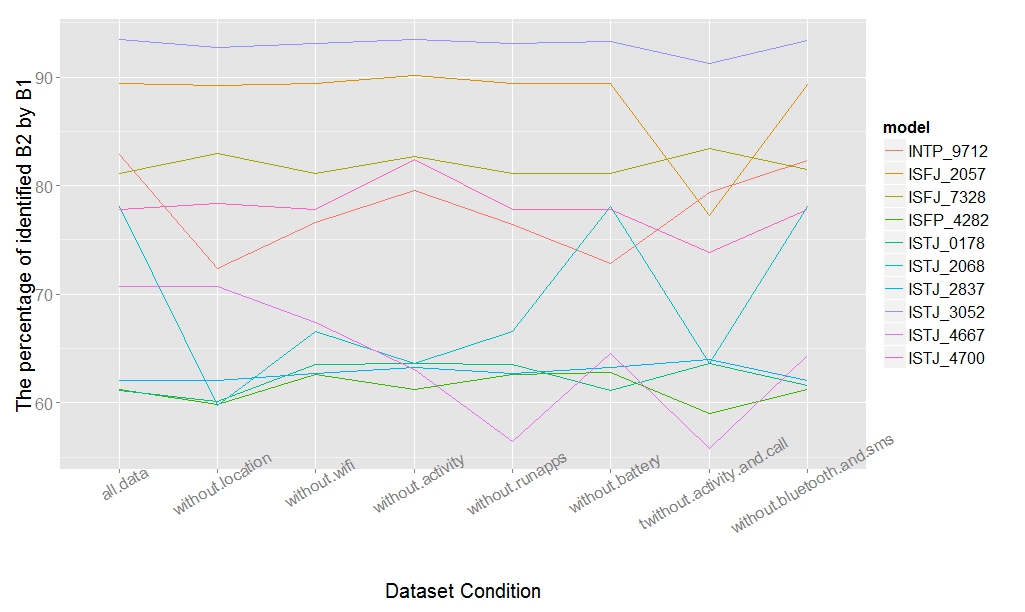 The percentage of identified B2 by B1
90
80
70
60
all.data
without.location
without.wifi
without.activity
without.runapps
without.battery
twithout.activity.and.call
without.bluetooth.and.sms
Dataset Condition
model
INTP_9712
ISFJ_2057
ISFJ_7328
ISFP_4282
ISTJ_0178
ISTJ_2068
ISTJ_2837
ISTJ_3052
ISTJ_4667
ISTJ_4700